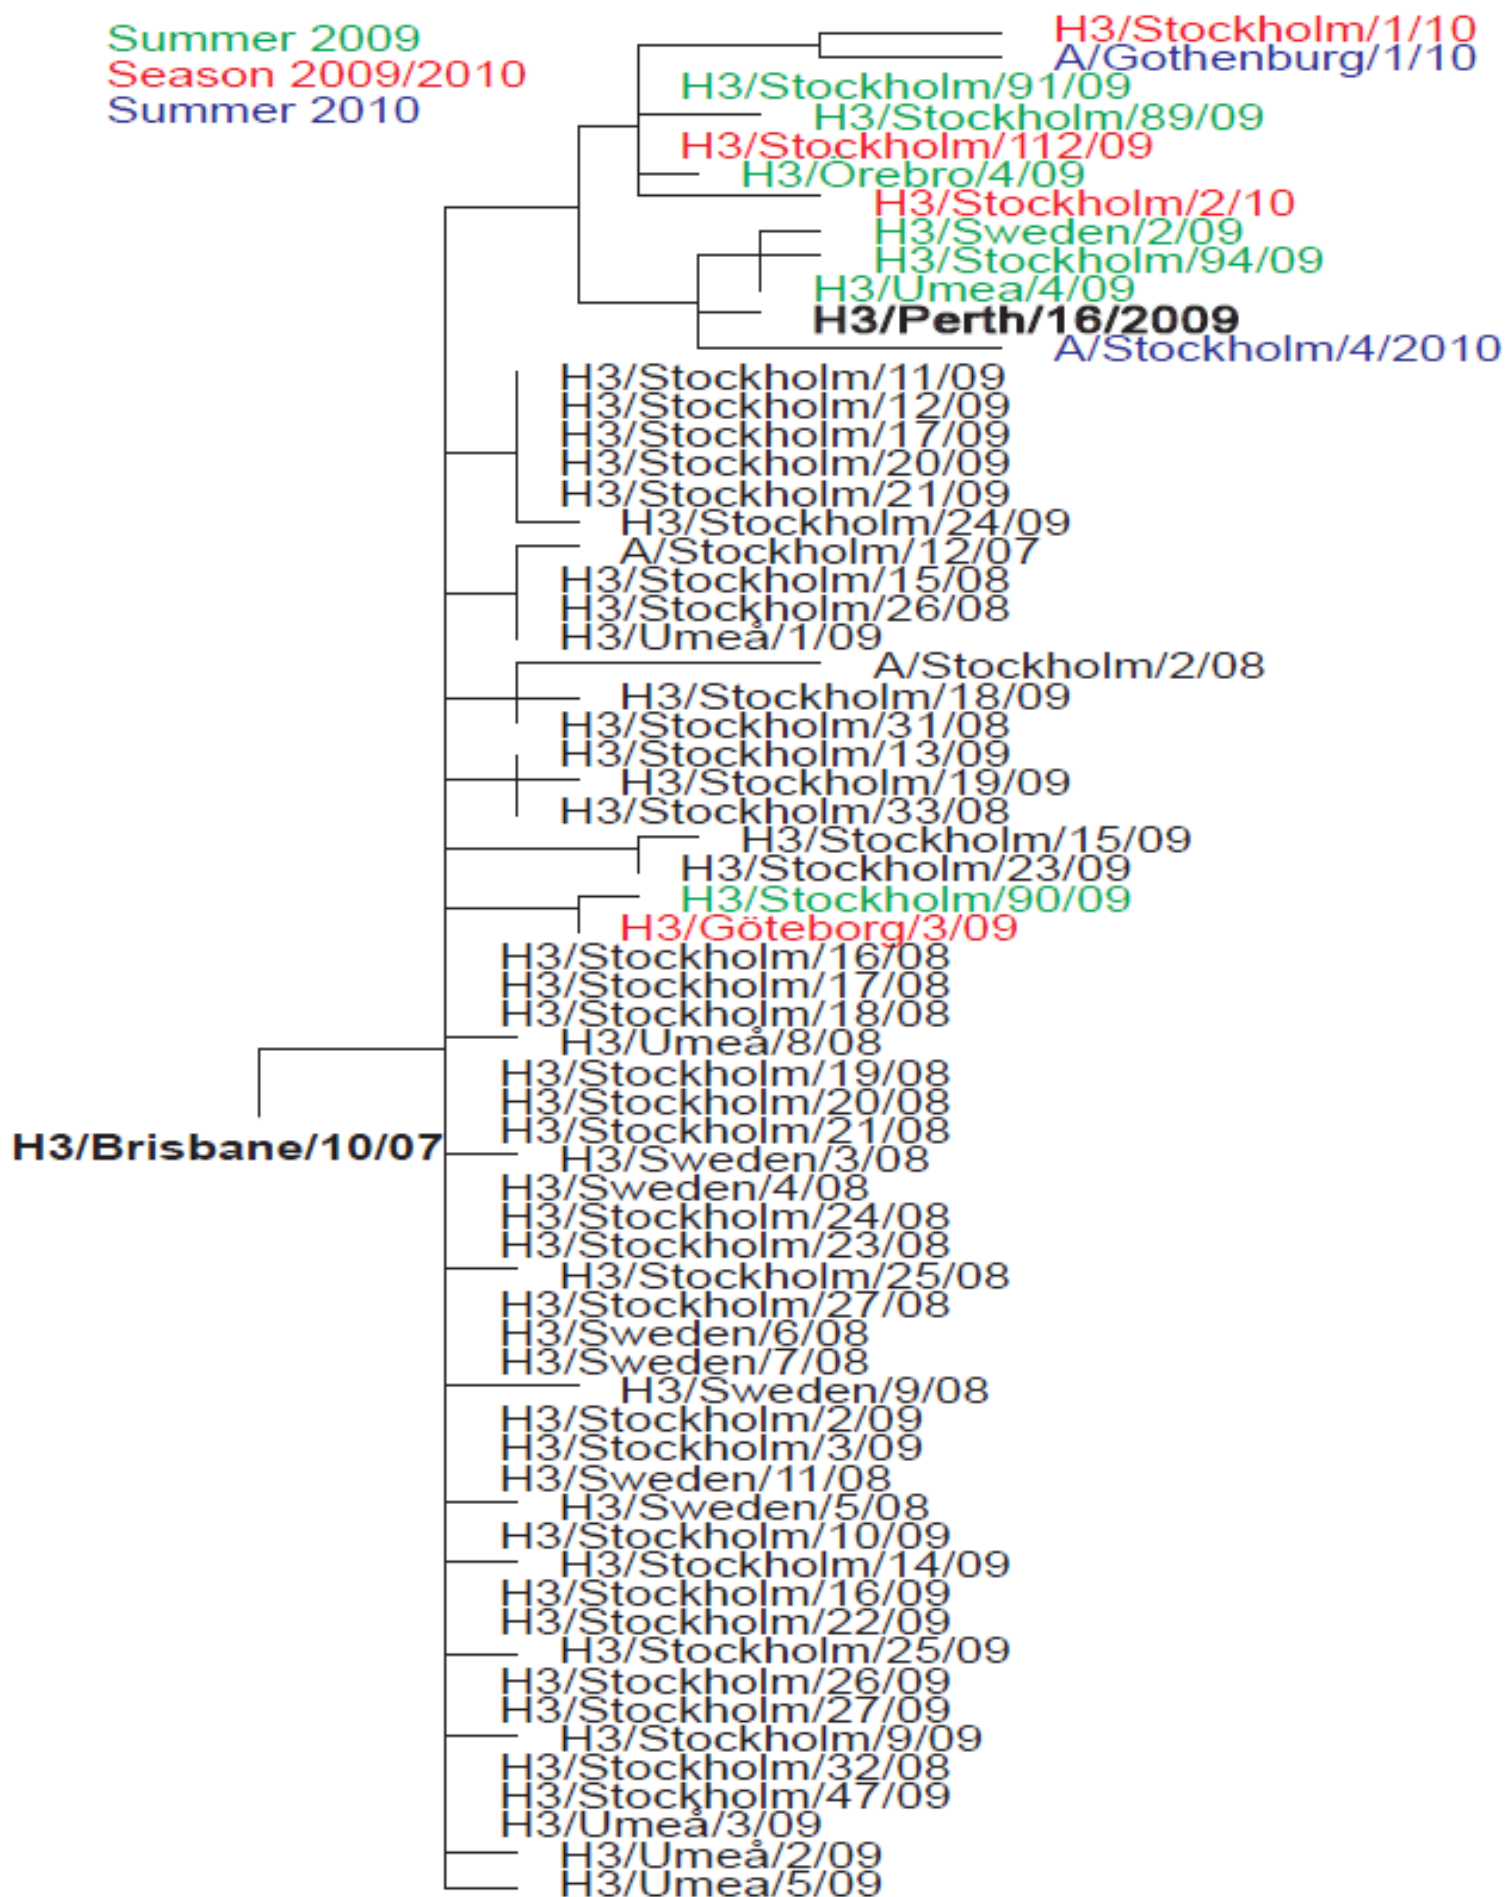 Summer 2009
Season 2009/2010
Summer 2010
H3/Stockholm/1/10
A/Gothenburg/1/10
H3/Stockholm/91/09
H3/Stockholm/89/09
H3/Stockholm/112/09
H3/Örebro/4/09
H3/Stockholm/2/10
H3/Sweden/2/09
H3/Stockholm/94/09
H3/Umea/4/09
H3/Perth/16/2009
A/Stockholm/4/2010
H3/Stockholm/11/09
H3/Stockholm/12/09
H3/Stockholm/17/09
H3/Stockholm/20/09
H3/Stockholm/21/09
H3/Stockholm/24/09
A/Stockholm/12/07
H3/Stockholm/15/08
H3/Stockholm/26/08
H3/Umeå/1/09
A/Stockholm/2/08
H3/Stockholm/18/09
H3/Stockholm/31/08
H3/Stockholm/13/09
H3/Stockholm/19/09
H3/Stockholm/33/08
H3/Stockholm/15/09
H3/Stockholm/23/09
H3/Stockholm/90/09
H3/Göteborg/3/09
H3/Stockholm/16/08
H3/Stockholm/17/08
H3/Stockholm/18/08
H3/Umeå/8/08
H3/Stockholm/19/08
H3/Stockholm/20/08
H3/Stockholm/21/08
H3/Brisbane/10/07
H3/Sweden/3/08
H3/Sweden/4/08
H3/Stockholm/24/08
H3/Stockholm/23/08
H3/Stockholm/25/08
H3/Stockholm/27/08
H3/Sweden/6/08
H3/Sweden/7/08
H3/Sweden/9/08
H3/Stockholm/2/09
H3/Stockholm/3/09
H3/Sweden/11/08
H3/Sweden/5/08
H3/Stockholm/10/09
H3/Stockholm/14/09
H3/Stockholm/16/09
H3/Stockholm/22/09
H3/Stockholm/25/09
H3/Stockholm/26/09
H3/Stockholm/27/09
H3/Stockholm/9/09
H3/Stockholm/32/08
H3/Stockholm/47/09
H3/Umeå/3/09
H3/Umeå/2/09
H3/Umea/5/09